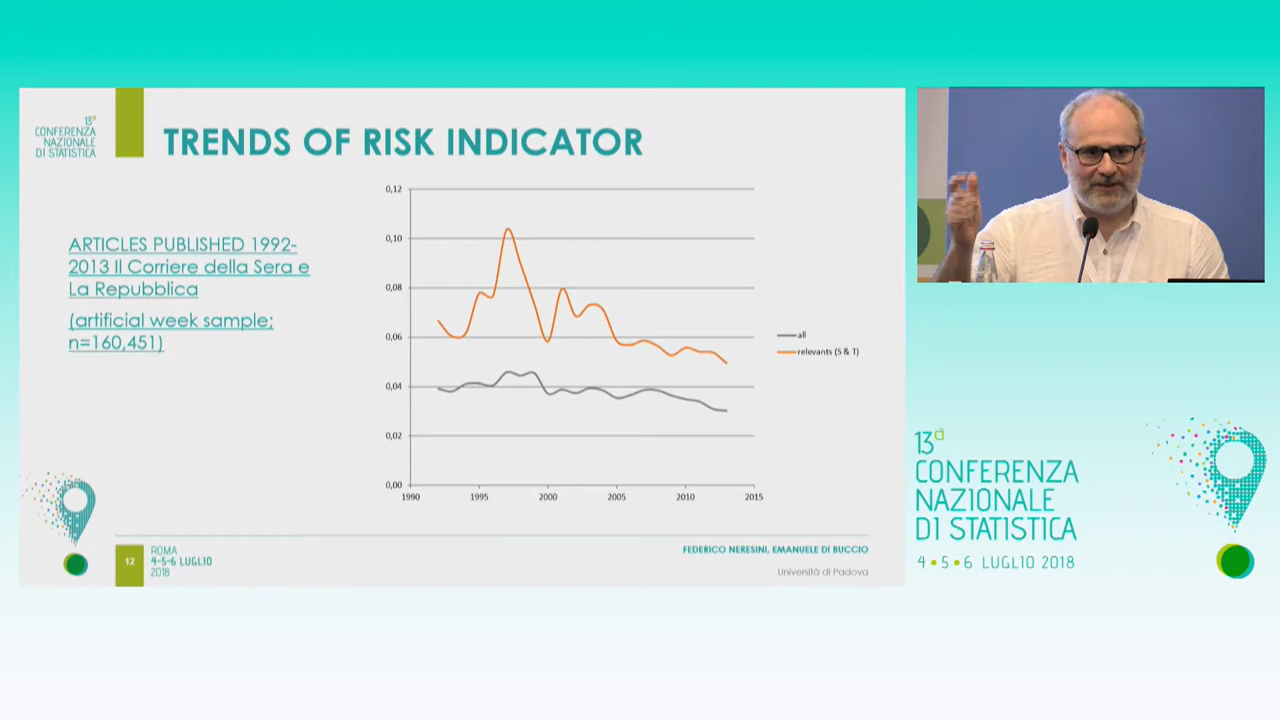 13a
CONFERENZA
NAZIONALE
DI STATISTICA
TRENDS OF RISK INDICATOR
ARTICLES PUBLISHED 1992-
2013 Il Corriere della Sera e
La Repubblica
(artificial week sample;
n=160,451)
0,12
0,10
0,08
0,06
0,04
0,02
0,00
1990
1995
2000
2005
2010
2015
all
relevants (S & T)
12
ROMA
4-5-6 LUGLIO
2018
FEDERICO NERESINI, EMANUELE DI BUCCIO
Università di Padova
13a
CONFERENZA
NAZIONALE
DI STATISTICA
4 • 5 • 6 LUGLIO 2018